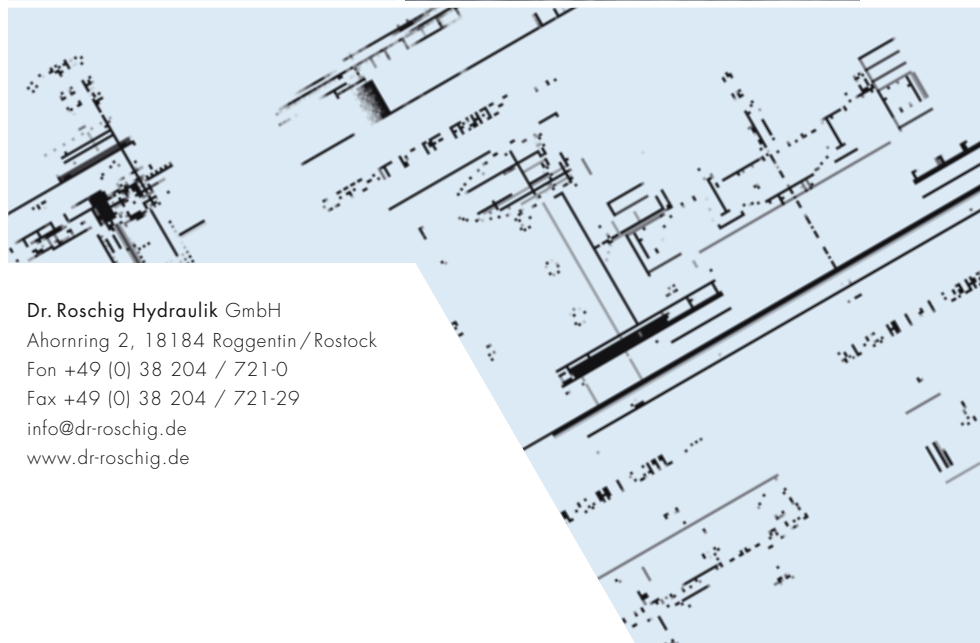 Dr. Roschig Hydraulik GmbH
Ahornring 2, 18184 Roggentin/Rostock
Fon +49 (0) 38 204 / 721-0
Fax +49 (0) 38 204 / 721-29
info@dr-roschig.de
www.dr-roschig.de